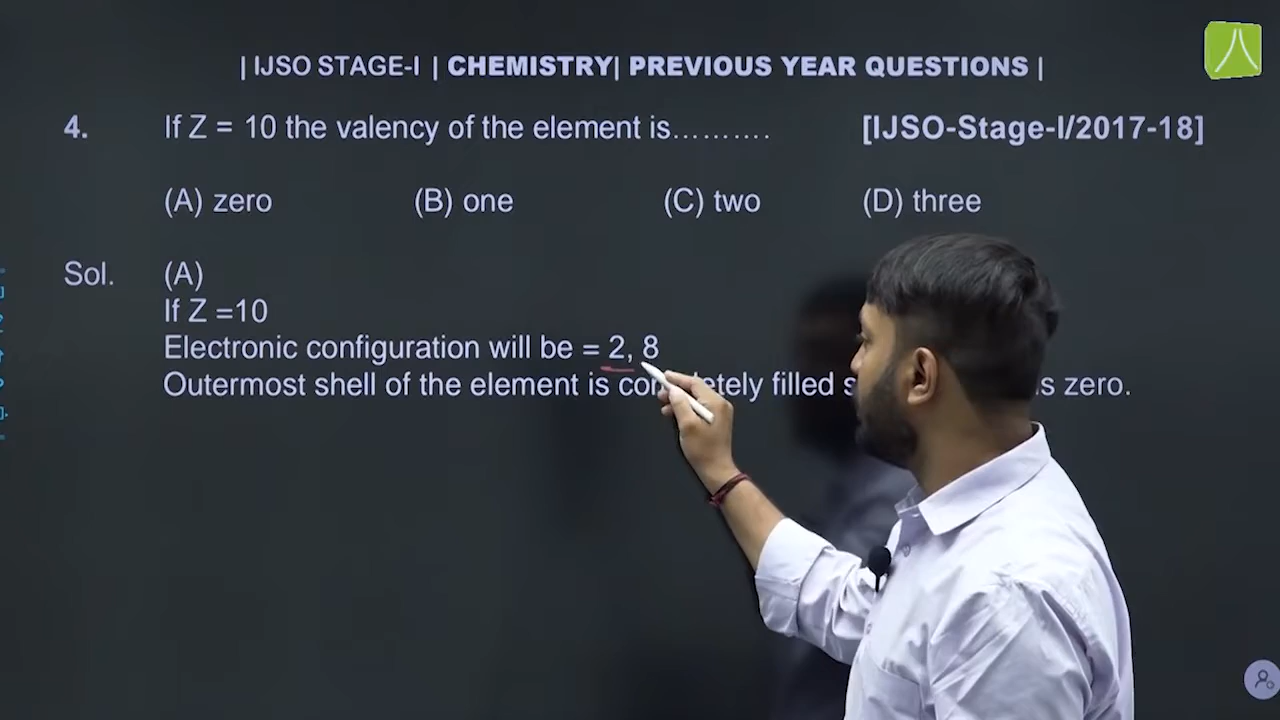 | IJSO STAGE-I | CHEMISTRY| PREVIOUS YEAR QUESTIONS |
4. If Z = 10 the valency of the element is.......... [IJSO-Stage-I/2017-18]
(A) zero (B) one (C) two (D) three
Sol. (A)
If Z =10
Electronic configuration will be = 2, 8
Outermost shell of the element is filled zero.